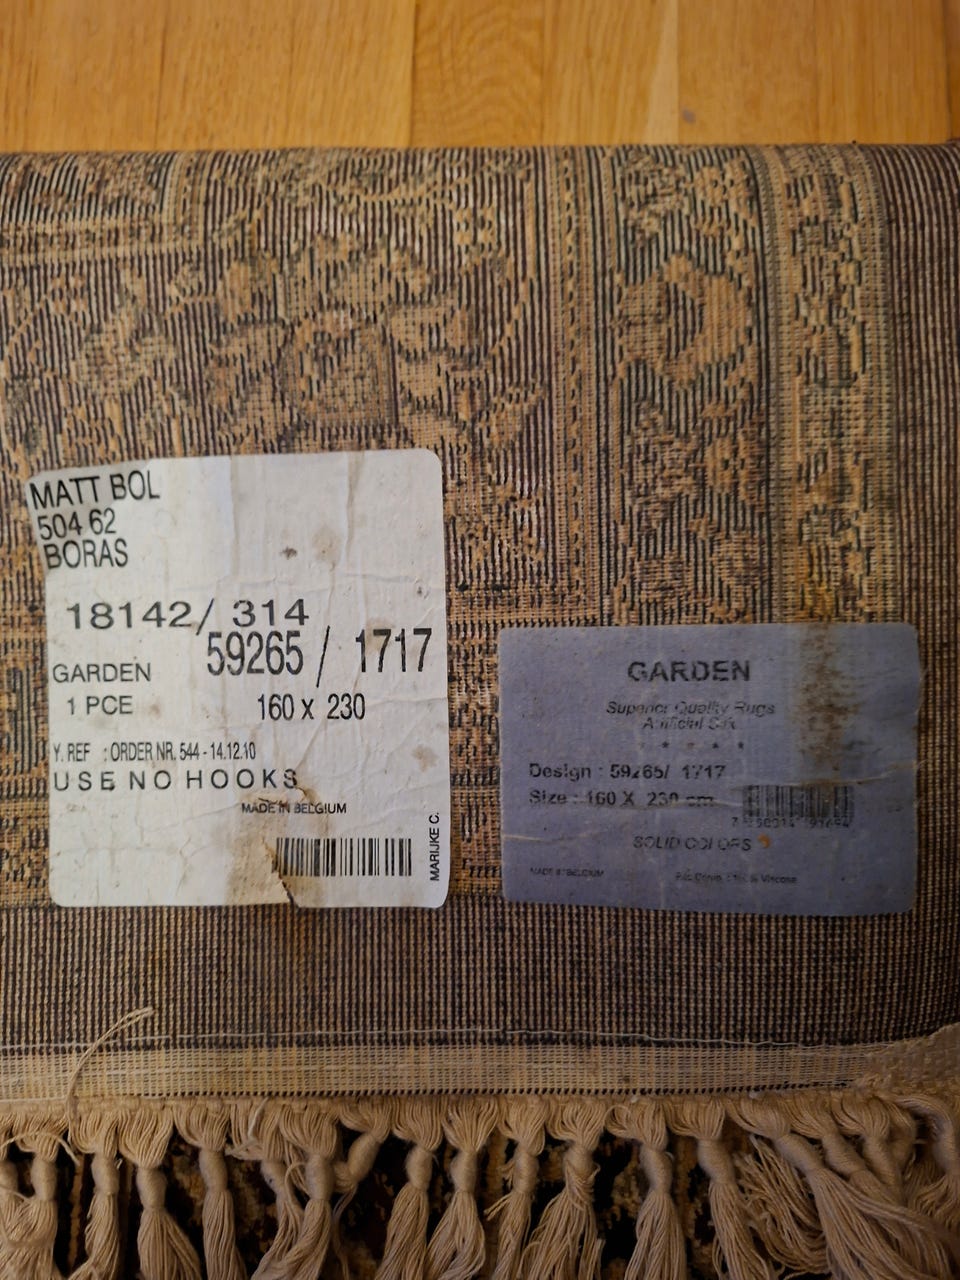 MATT BOL
504 62
BORAS
18142/ 314
59265 / 1717
GARDEN
1 PCE 160 x 230
Y. REF : ORDER NR. 544 - 14.12.10
USE NO HOOKS
MADE IN BELGIUM
MARIJKE C.
GARDEN
Superior Quality Rugs
Artificial Silk
* * * * *
Design : 59265/ 1717
Size : 160 X 230 cm
SOLID COLORS
MADE IN BELGIUM
Viscose